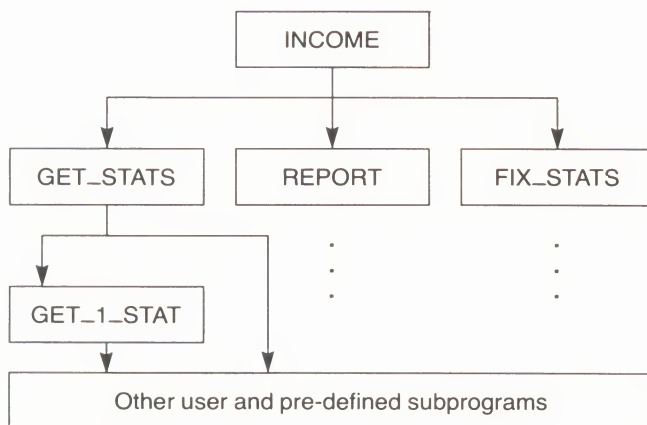 INCOME
GET_STATS
REPORT
FIX_STATS
GET_1_STAT
Other user and pre-defined subprograms